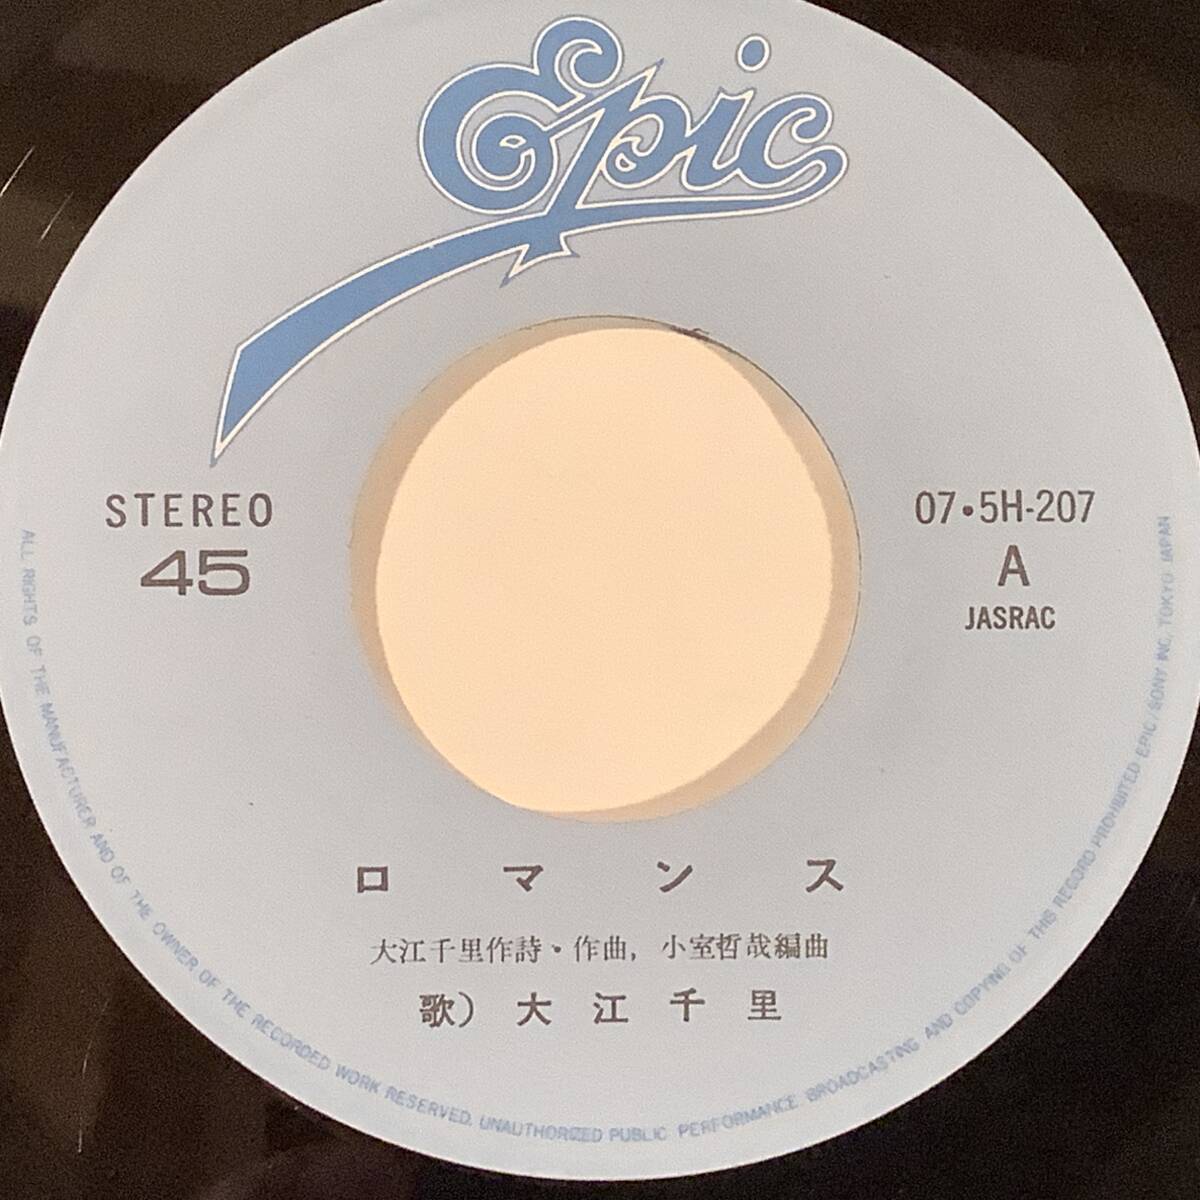 Epic
STEREO
45
07・5H-207
A
JASRAC
ロマンス
大江千里作詩・作曲, 小室哲哉編曲
歌) 大江千里
ALL RIGHTS OF THE MANUFACTURER AND OF THE OWNER OF THE RECORDED WORK RESERVED. UNAUTHORIZED PUBLIC PERFORMANCE BROADCASTING AND COPYING OF THIS RECORD PROHIBITED EPIC/SONY INC. TOKYO JAPAN